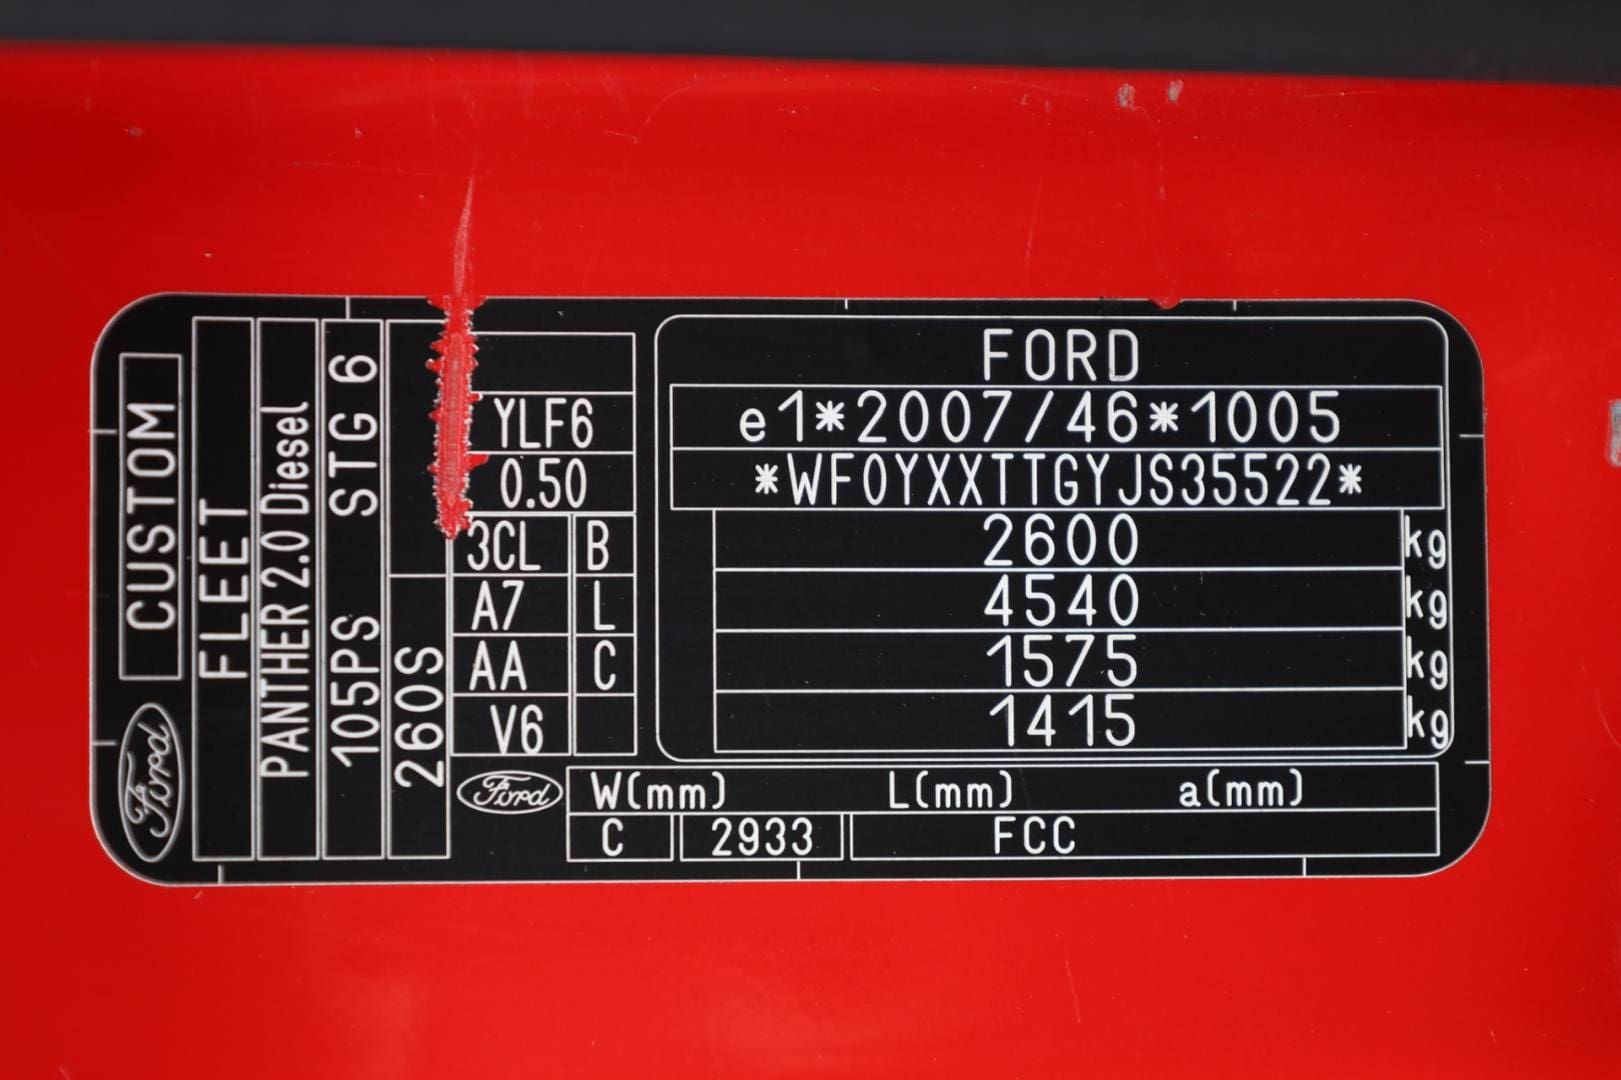 Ford CUSTOM
FLEET
PANTHER 2.0 Diesel
105PS STG 6
260S
YLF6
0.50
3CL B
A7 L
AA C
V6
Ford
FORD
e1*2007/46*1005
*WF0YXXTTGYJS35522*
2600 kg
4540 kg
1575 kg
1415 kg
W(mm) L(mm) a(mm)
C 2933 FCC